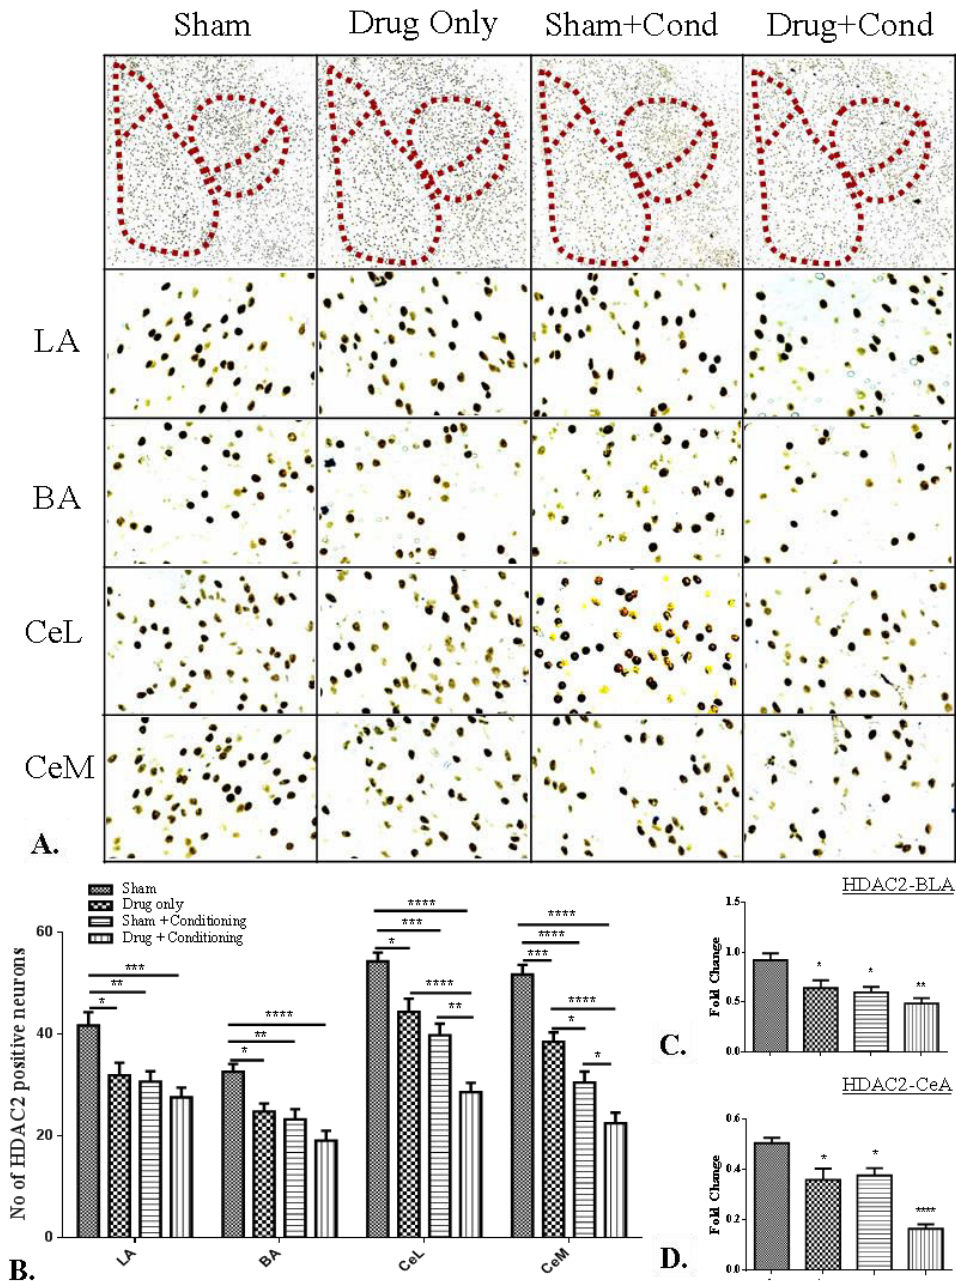 Sham Drug Only Sham+Cond Drug+Cond
LA
BA
CeL
CeM
A.
Sham
Drug only
Sham +Conditioning
Drug +Conditioning
No of HDAC2 positive neurons
60
40
20
0
*
**
***
*
**
****
*
***
****
****
**
***
****
****
****
*
*
LA BA CeL CeM
B.
HDAC2-BLA
Fold Change
1.5
1.0
0.5
0.0
* * **
C.
HDAC2-CeA
Fold Change
0.6
0.4
0.2
0.0
* * ****
D.